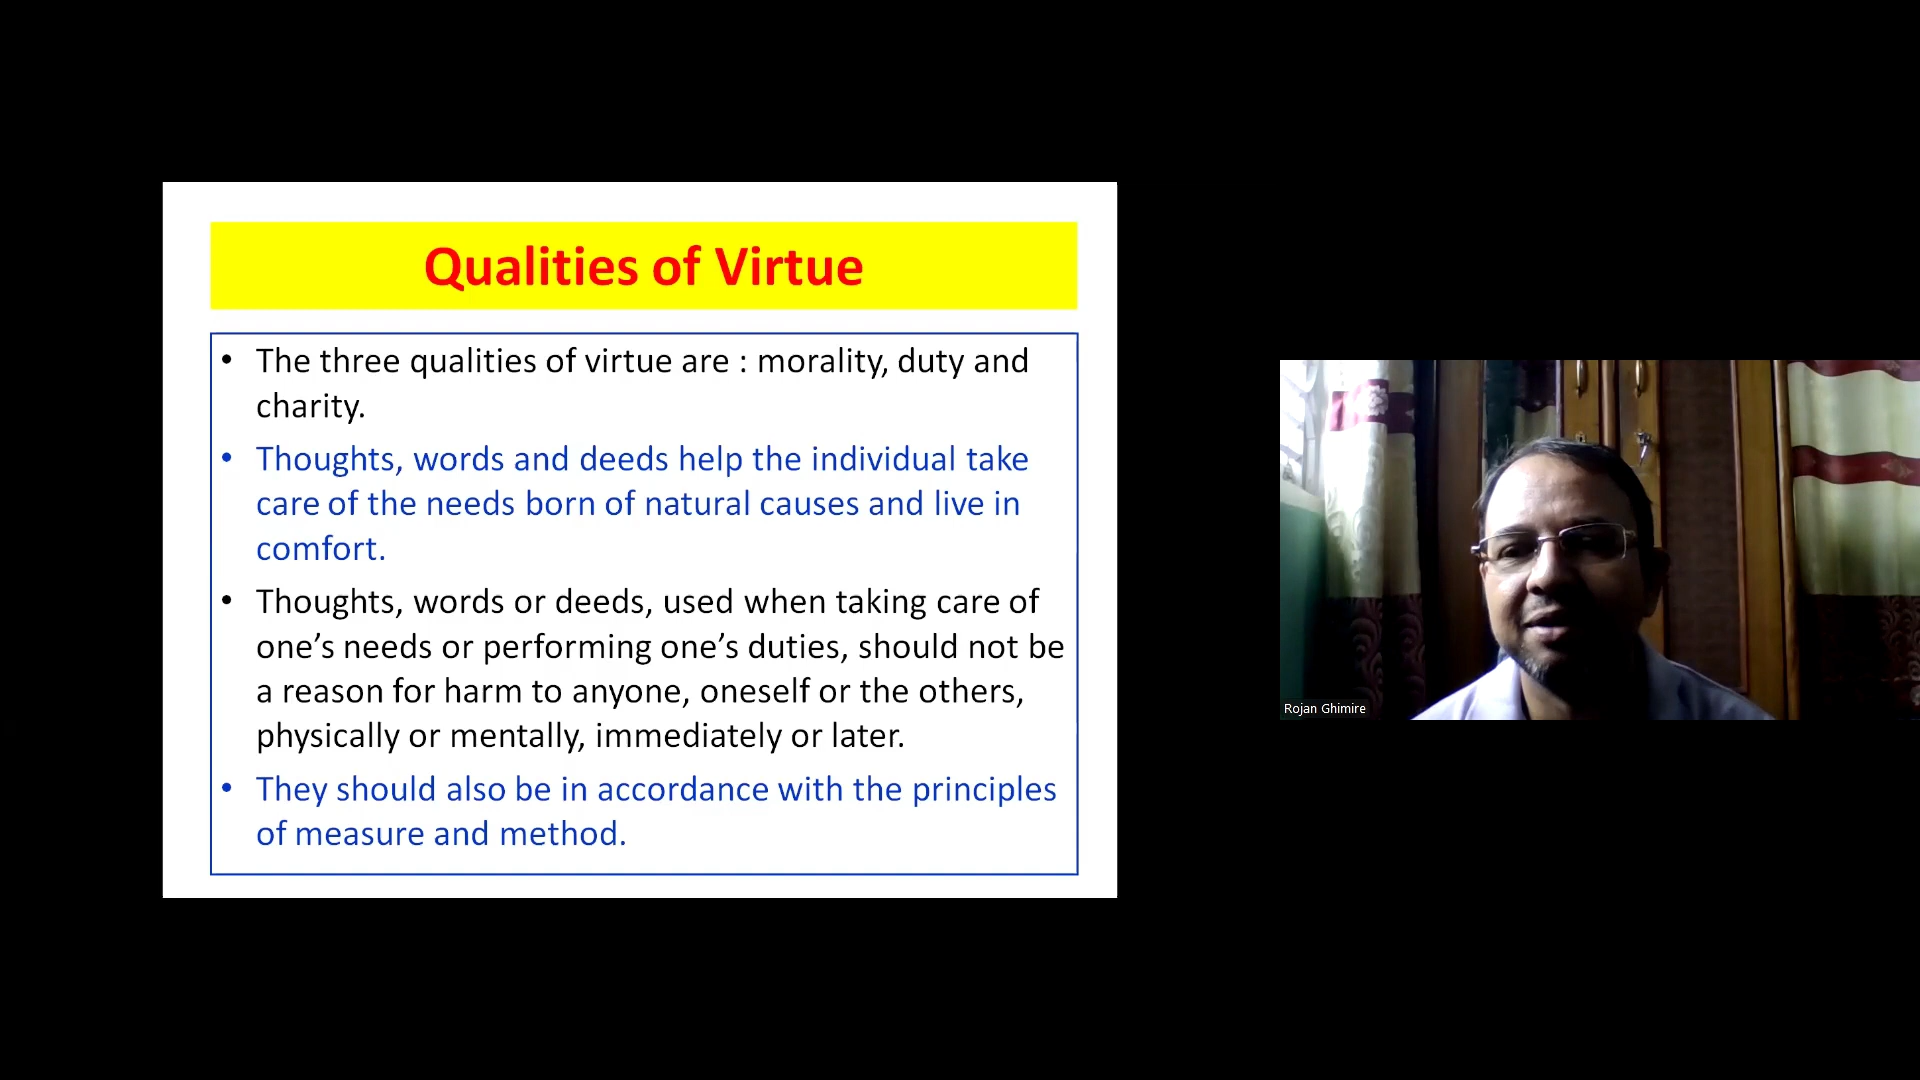 Qualities of Virtue
• The three qualities of virtue are : morality, duty and
charity.
• Thoughts, words and deeds help the individual take
care of the needs born of natural causes and live in
comfort.
• Thoughts, words or deeds, used when taking care of
one’s needs or performing one’s duties, should not be
a reason for harm to anyone, oneself or the others,
physically or mentally, immediately or later.
• They should also be in accordance with the principles
of measure and method.
Rojan Ghimire